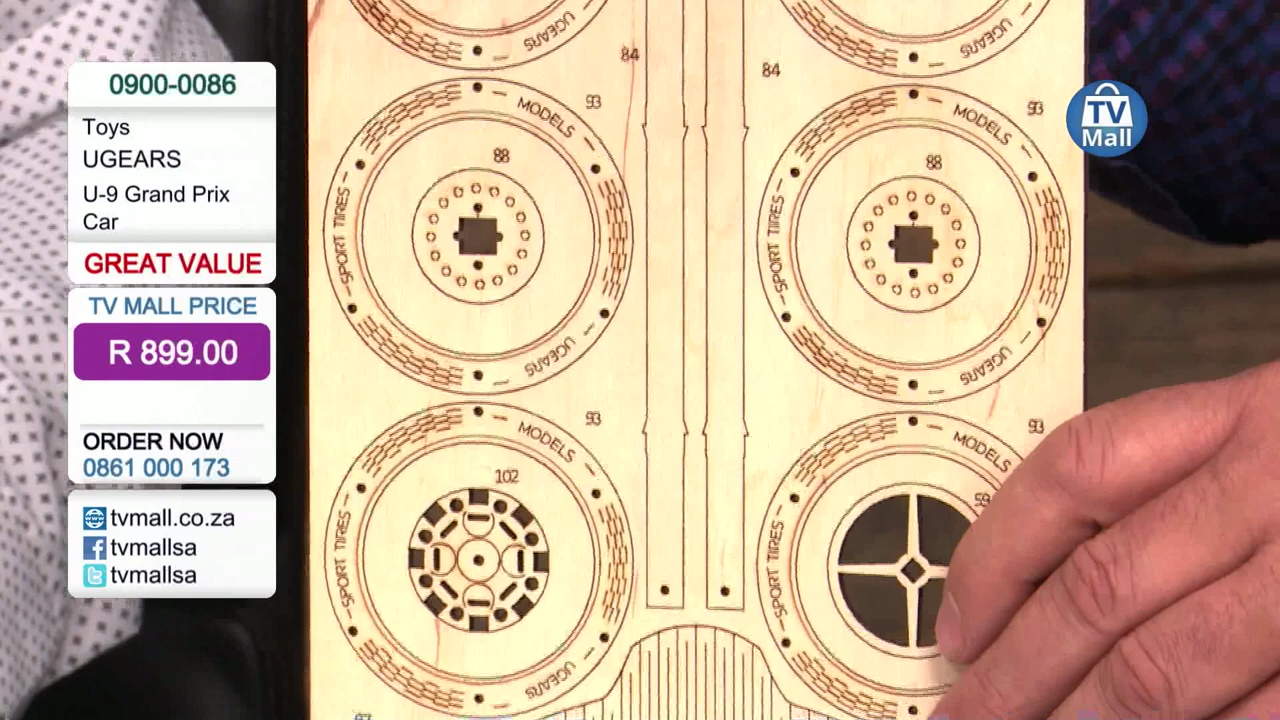 0900-0086
Toys
UGEARS
U-9 Grand Prix
Car
GREAT VALUE
TV MALL PRICE
R 899.00
ORDER NOW
0861 000 173
tvmall.co.za
tvmallsa
tvmallsa
TV
Mall
UGEARS
UGEARS
84
84
93
MODELS
88
SPORT TIRES
UGEARS
93
MODELS
88
SPORT TIRES
UGEARS
93
MODELS
102
SPORT TIRES
UGEARS
93
MODELS
SPORT TIRES